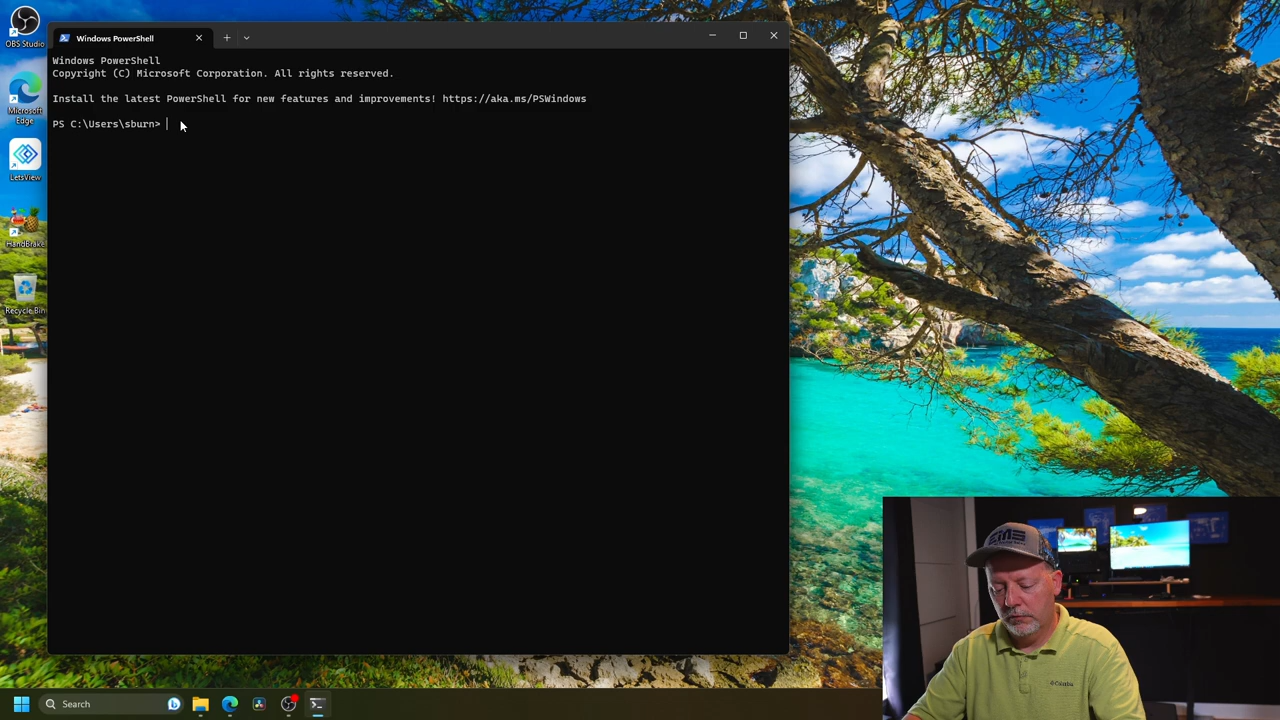 OBS Studio
Microsoft
Edge
LetsView
HandBrake
Recycle Bin
Windows PowerShell
Windows PowerShell
Copyright (C) Microsoft Corporation. All rights reserved.
Install the latest PowerShell for new features and improvements! https://aka.ms/PSWindows
PS C:\Users\sburn>
Search
Columbia